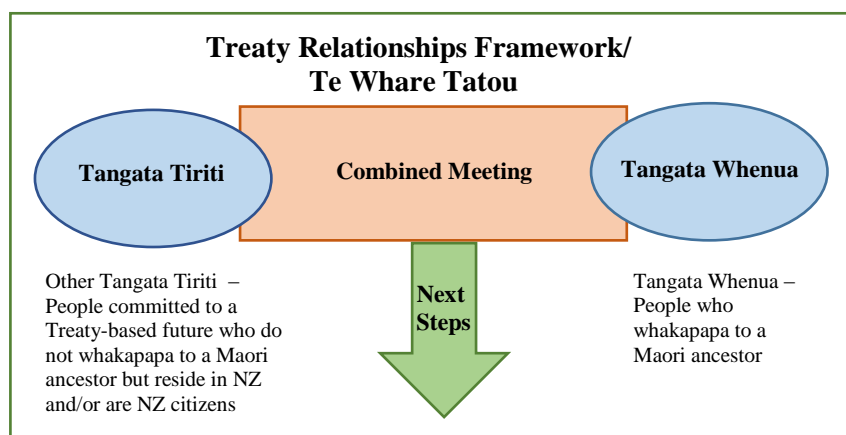 Treaty Relationships Framework/
Te Whare Tatou
Tangata Tiriti
Combined Meeting
Tangata Whenua
Other Tangata Tiriti –
People committed to a
Treaty-based future who do
not whakapapa to a Maori
ancestor but reside in NZ
and/or are NZ citizens
Next
Steps
Tangata Whenua –
People who
whakapapa to a
Maori ancestor